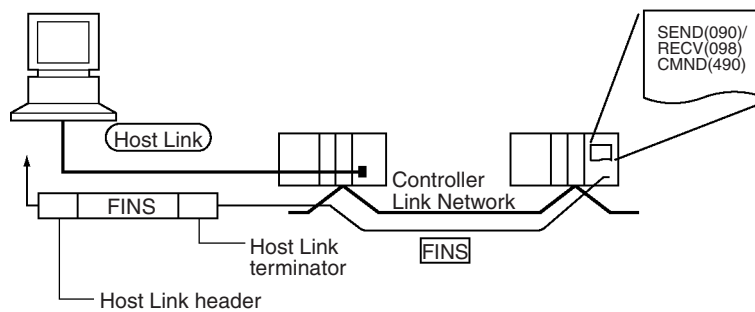 SEND(090)/
RECV(098)
CMND(490)
Host Link
Controller
Link Network
FINS
FINS
Host Link
terminator
Host Link header